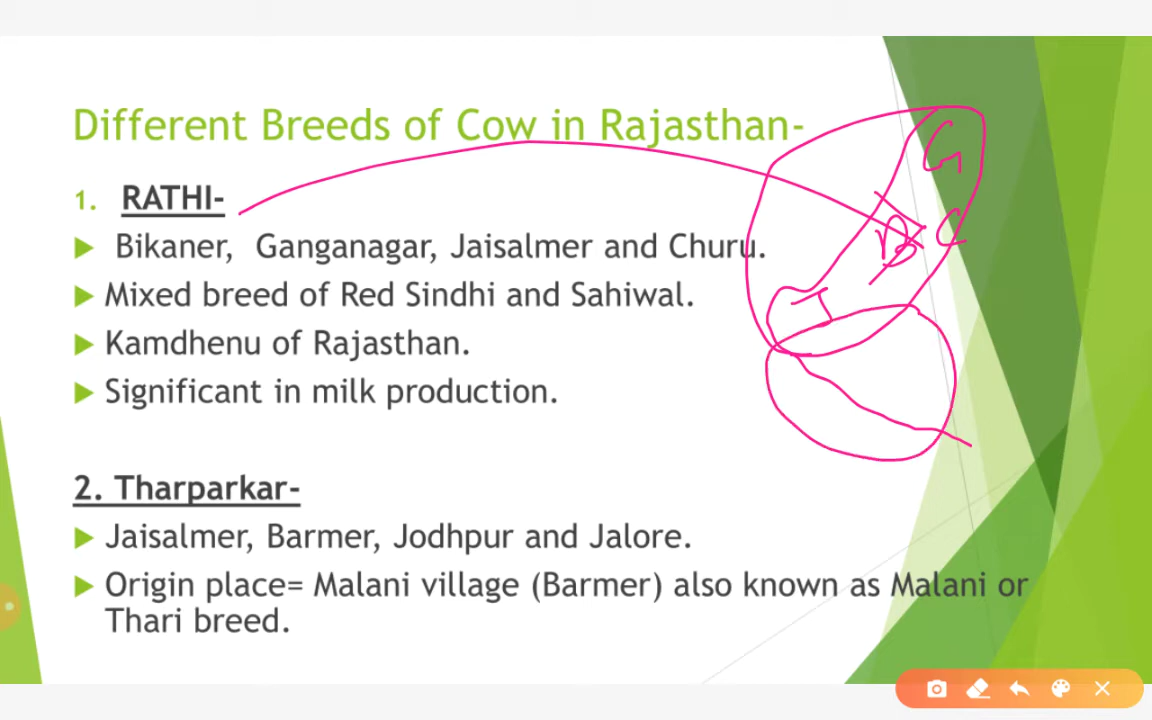 Different Breeds of Cow in Rajasthan-
1. RATHI-
Bikaner, Ganganagar, Jaisalmer and Churu.
Mixed breed of Red Sindhi and Sahiwal.
Kamdhenu of Rajasthan.
Significant in milk production.
2. Tharparkar-
Jaisalmer, Barmer, Jodhpur and Jalore.
Origin place= Malani village (Barmer) also known as Malani or
Thari breed.
G
B C
J